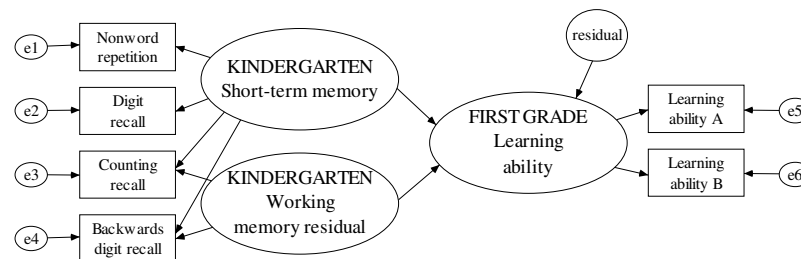 e1
Nonword
repetition
e2
Digit
recall
e3
Counting
recall
e4
Backwards
digit recall
KINDERGARTEN
Short-term memory
KINDERGARTEN
Working
memory residual
residual
FIRST GRADE
Learning
ability
Learning
ability A
e5
Learning
ability B
e6